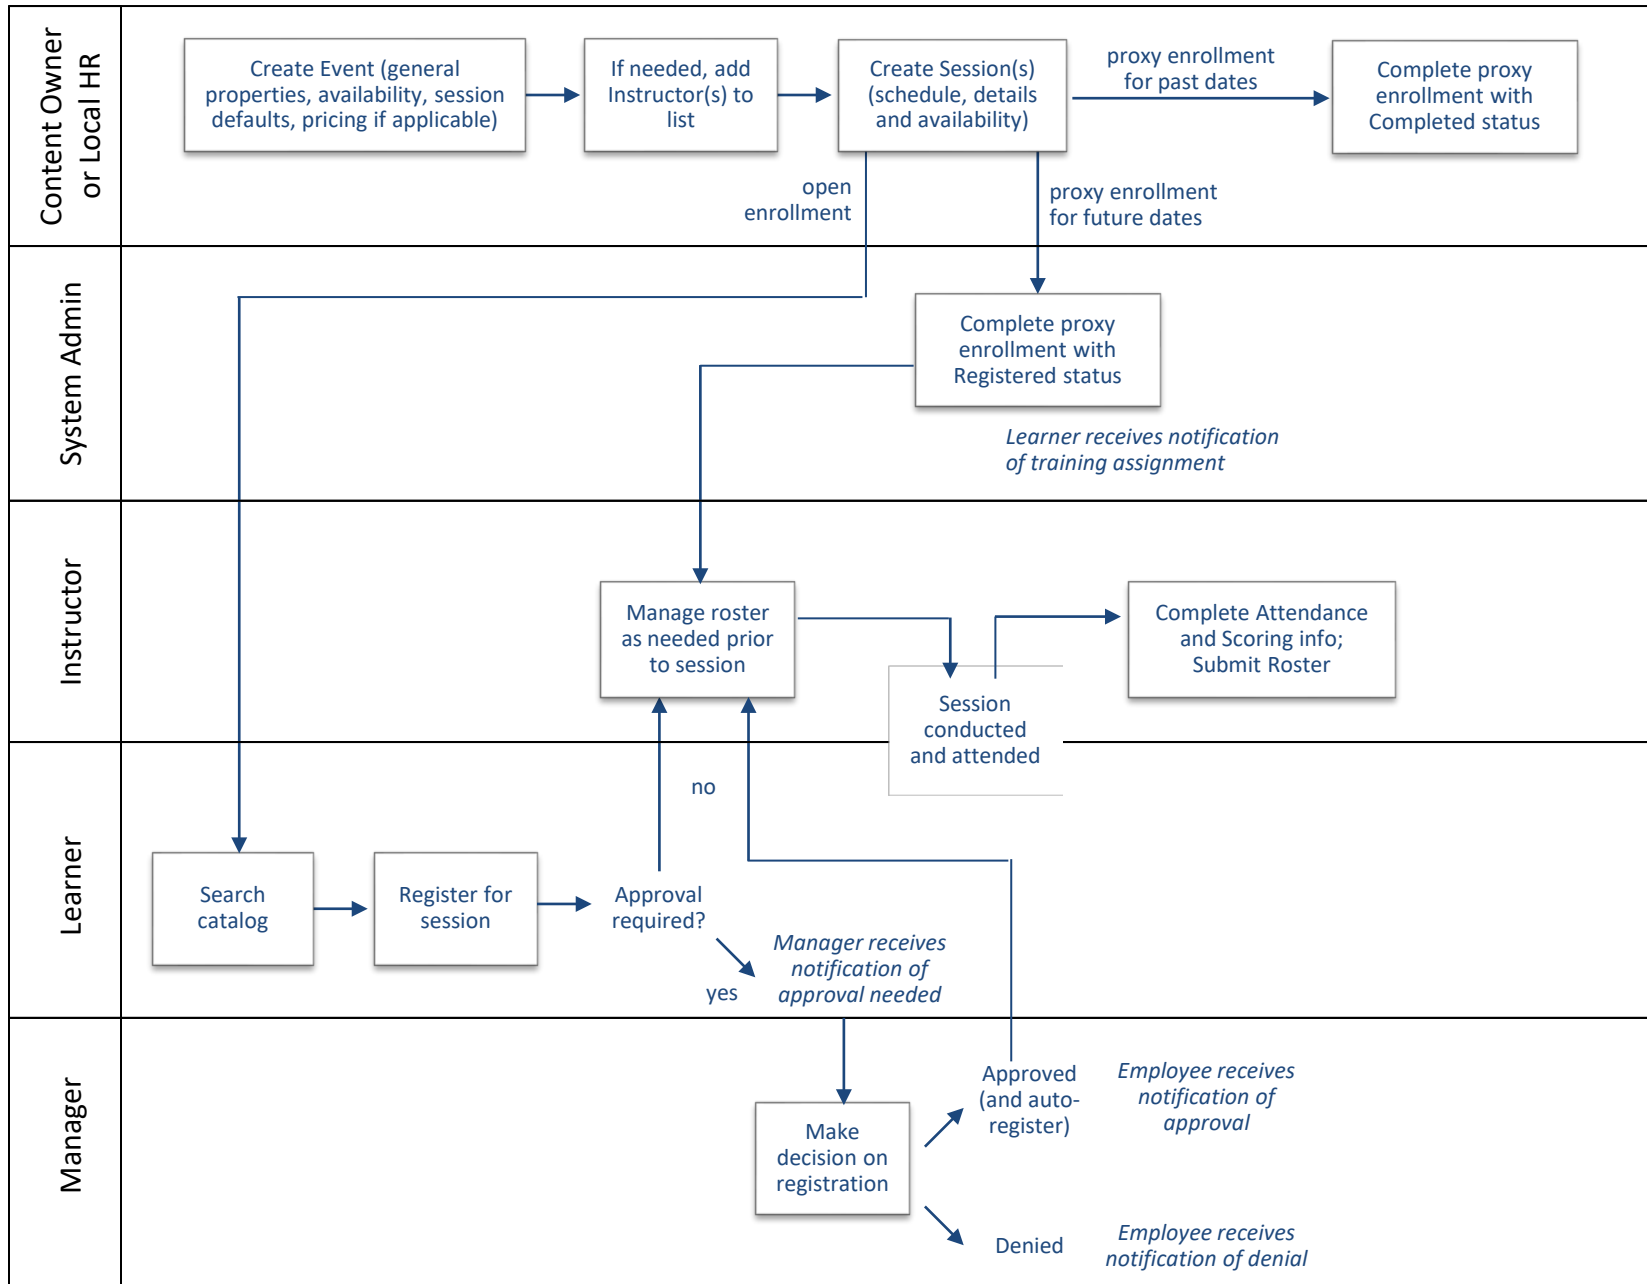 Content Owner
or Local HR
Create Event (general
properties, availability, session
defaults, pricing if applicable)
If needed, add
Instructor(s) to
list
Create Session(s)
(schedule, details
and availability)
proxy enrollment
for past dates
Complete proxy
enrollment with
Completed status
open
enrollment
proxy enrollment
for future dates
System Admin
Complete proxy
enrollment with
Registered status
Learner receives notification
of training assignment
Instructor
Manage roster
as needed prior
to session
Session
conducted
and attended
Complete Attendance
and Scoring info;
Submit Roster
Learner
Search
catalog
Register for
session
Approval
required?
no
yes
Manager receives
notification of
approval needed
Manager
Make
decision on
registration
Approved
(and auto-
register)
Employee receives
notification of
approval
Denied
Employee receives
notification of denial